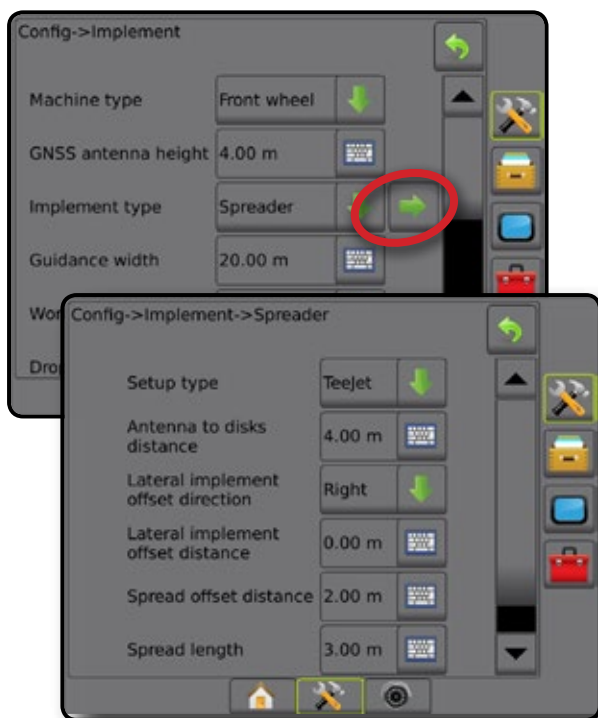 Config->Implement
Machine type Front wheel
GNSS antenna height 4.00 m
Implement type Spreader
Guidance width 20.00 m
Wor
Dro
Config->Implement->Spreader
Setup type TeeJet
Antenna to disks
distance 4.00 m
Lateral implement
offset direction Right
Lateral implement
offset distance 0.00 m
Spread offset distance 2.00 m
Spread length 3.00 m